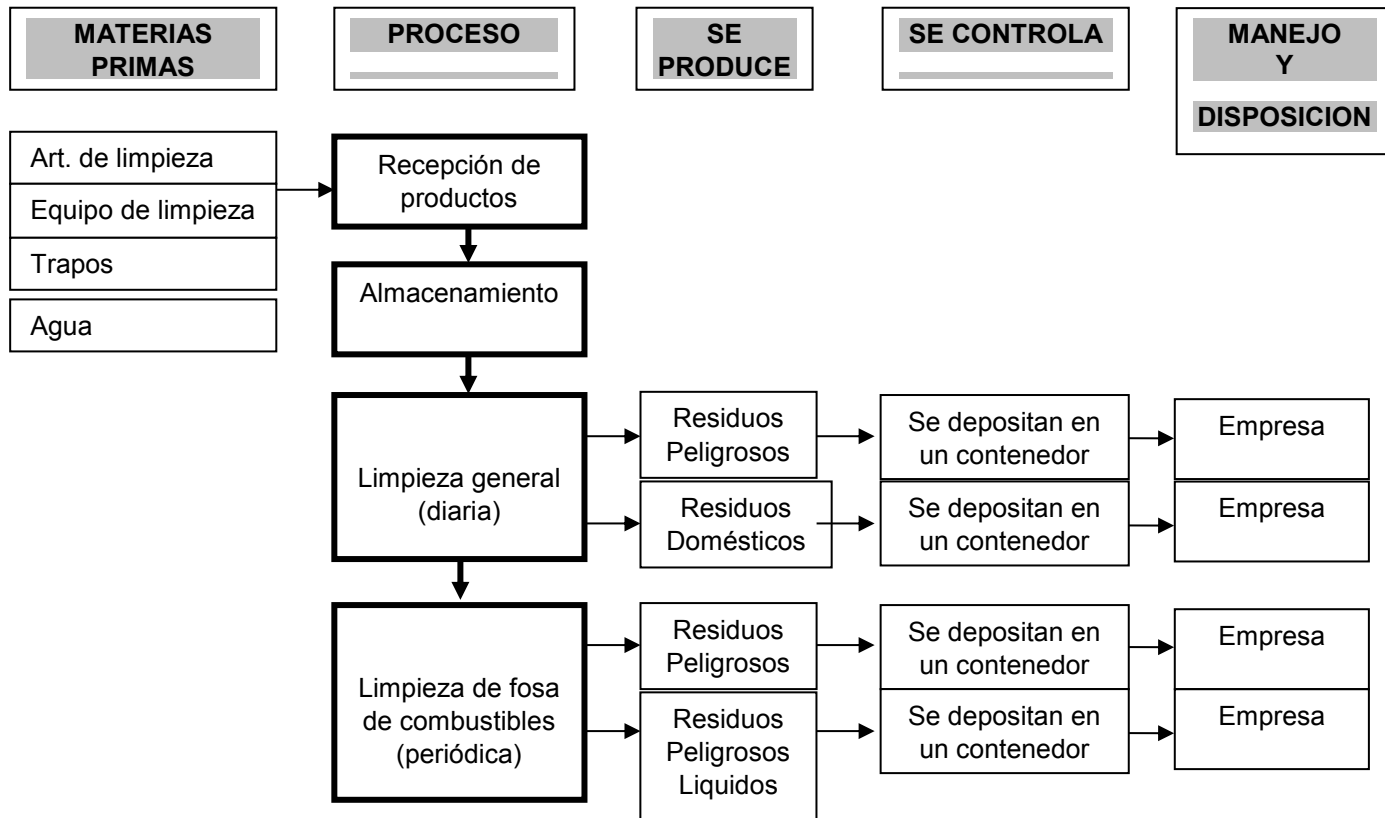 MATERIAS
PRIMAS
PROCESO
SE
PRODUCE
SE CONTROLA
MANEJO
Y
DISPOSICION
Art. de limpieza
Equipo de limpieza
Trapos
Agua
Recepción de
productos
Almacenamiento
Limpieza general
(diaria)
Residuos
Peligrosos
Se depositan en
un contenedor
Empresa
Residuos
Domésticos
Se depositan en
un contenedor
Empresa
Limpieza de fosa
de combustibles
(periódica)
Residuos
Peligrosos
Se depositan en
un contenedor
Empresa
Residuos
Peligrosos
Liquidos
Se depositan en
un contenedor
Empresa